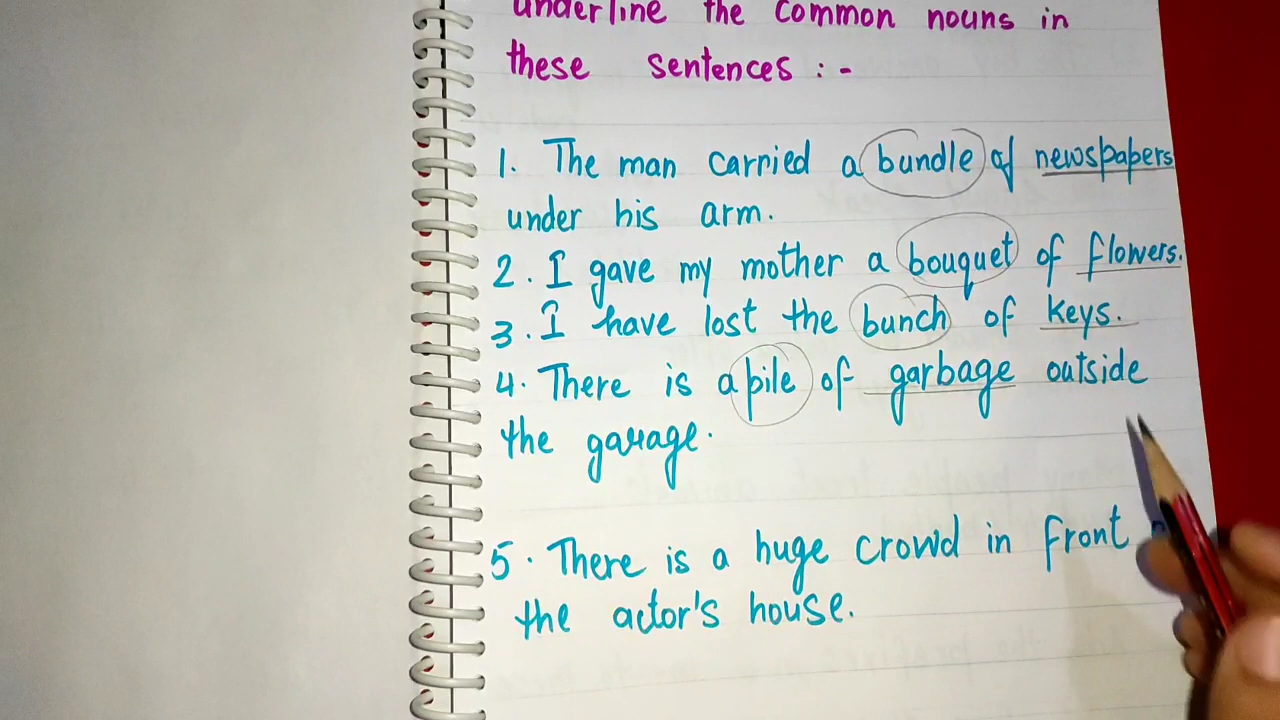 underline the common nouns in
these sentences :-
1. The man carried a bundle of newspapers
under his arm.
2. I gave my mother a bouquet of flowers.
3. I have lost the bunch of keys.
4. There is a pile of garbage outside
the garage.
5. There is a huge crowd in front
the actor's house.